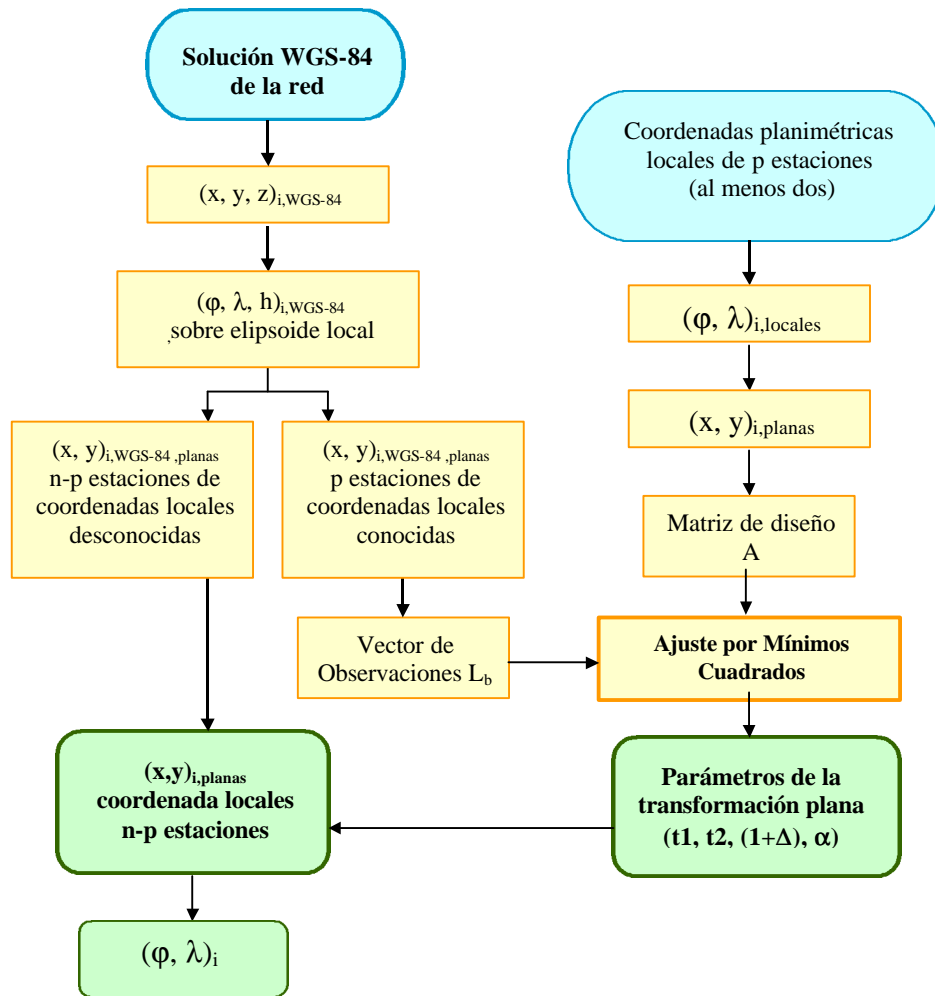 Solución WGS-84
de la red
(x, y, z)i,WGS-84
(φ, λ, h)i,WGS-84
,sobre elipsoide local
(x, y)i,WGS-84 ,planas
n-p estaciones de
coordenadas locales
desconocidas
(x, y)i,WGS-84 ,planas
p estaciones de
coordenadas locales
conocidas
Vector de
Observaciones Lb
Coordenadas planimétricas
locales de p estaciones
(al menos dos)
(φ, λ)i,locales
(x, y)i,planas
Matriz de diseño
A
Ajuste por Mínimos
Cuadrados
Parámetros de la
transformación plana
(t1, t2, (1+Δ), α)
(x,y)i,planas
coordenada locales
n-p estaciones
(φ, λ)i